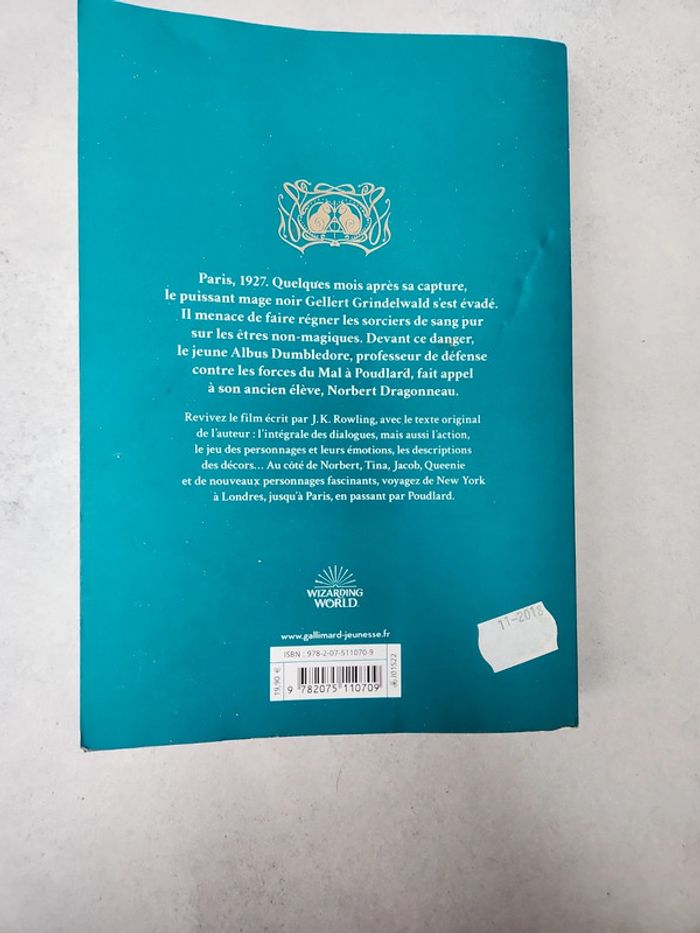 Paris, 1927. Quelques mois après sa capture,
le puissant mage noir Gellert Grindelwald s'est évadé.
Il menace de faire régner les sorciers de sang pur
sur les êtres non-magiques. Devant ce danger,
le jeune Albus Dumbledore, professeur de défense
contre les forces du Mal à Poudlard, fait appel
à son ancien élève, Norbert Dragonneau.
Revivez le film écrit par J.K. Rowling, avec le texte original
de l'auteur : l'intégrale des dialogues, mais aussi l'action,
le jeu des personnages et leurs émotions, les descriptions
des décors... Au côté de Norbert, Tina, Jacob, Queenie
et de nouveaux personnages fascinants, voyagez de New York
à Londres, jusqu'à Paris, en passant par Poudlard.
WIZARDING
WORLD
11-2018
www.gallimard-jeunesse.fr
ISBN : 978-2-07-511070-9
19,90 €
9 782075 110709
J01522